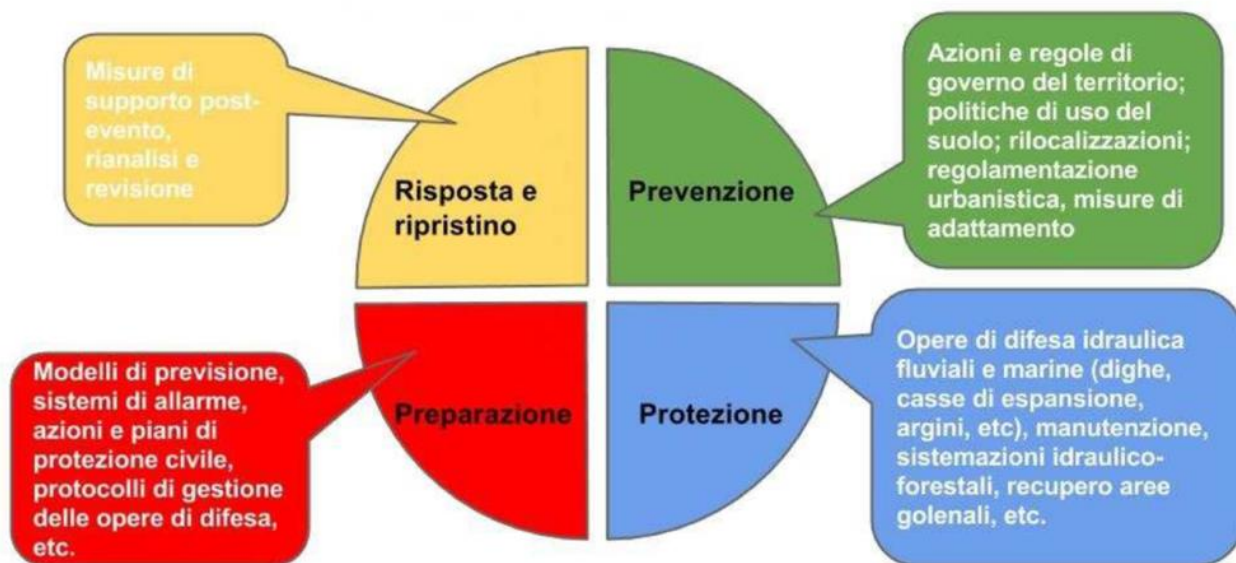 Misure di
supporto post-
evento,
rianalisi e
revisione
Risposta e
ripristino
Prevenzione
Azioni e regole di
governo del territorio;
politiche di uso del
suolo; rilocalizzazioni;
regolamentazione
urbanistica, misure di
adattamento
Modelli di previsione,
sistemi di allarme,
azioni e piani di
protezione civile,
protocolli di gestione
delle opere di difesa,
etc.
Preparazione
Protezione
Opere di difesa idraulica
fluviali e marine (dighe,
casse di espansione,
argini, etc), manutenzione,
sistemazioni idraulico-
forestali, recupero aree
golenali, etc.